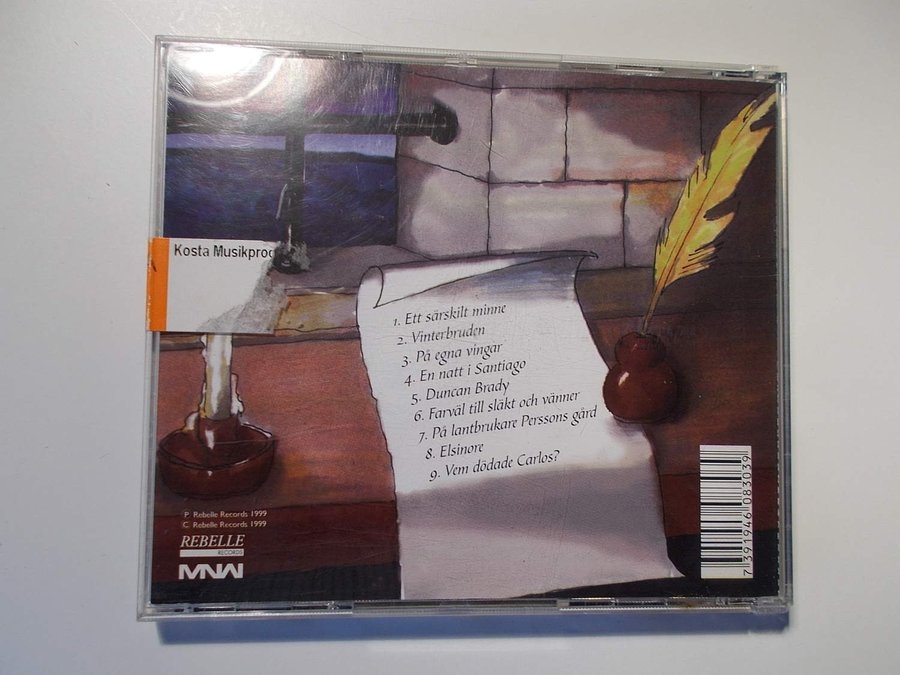 Kosta Musikprod
1. Ett särskilt minne
2. Vinterbruden
3. På egna vingar
4. En natt i Santiago
5. Duncan Brady
6. Farväl till släkt och vänner
7. På lantbrukare Perssons gård
8. Elsinore
9. Vem dödade Carlos?
P. Rebelle Records 1999
C. Rebelle Records 1999
REBELLE
RECORDS
MNW
7 391946 083039